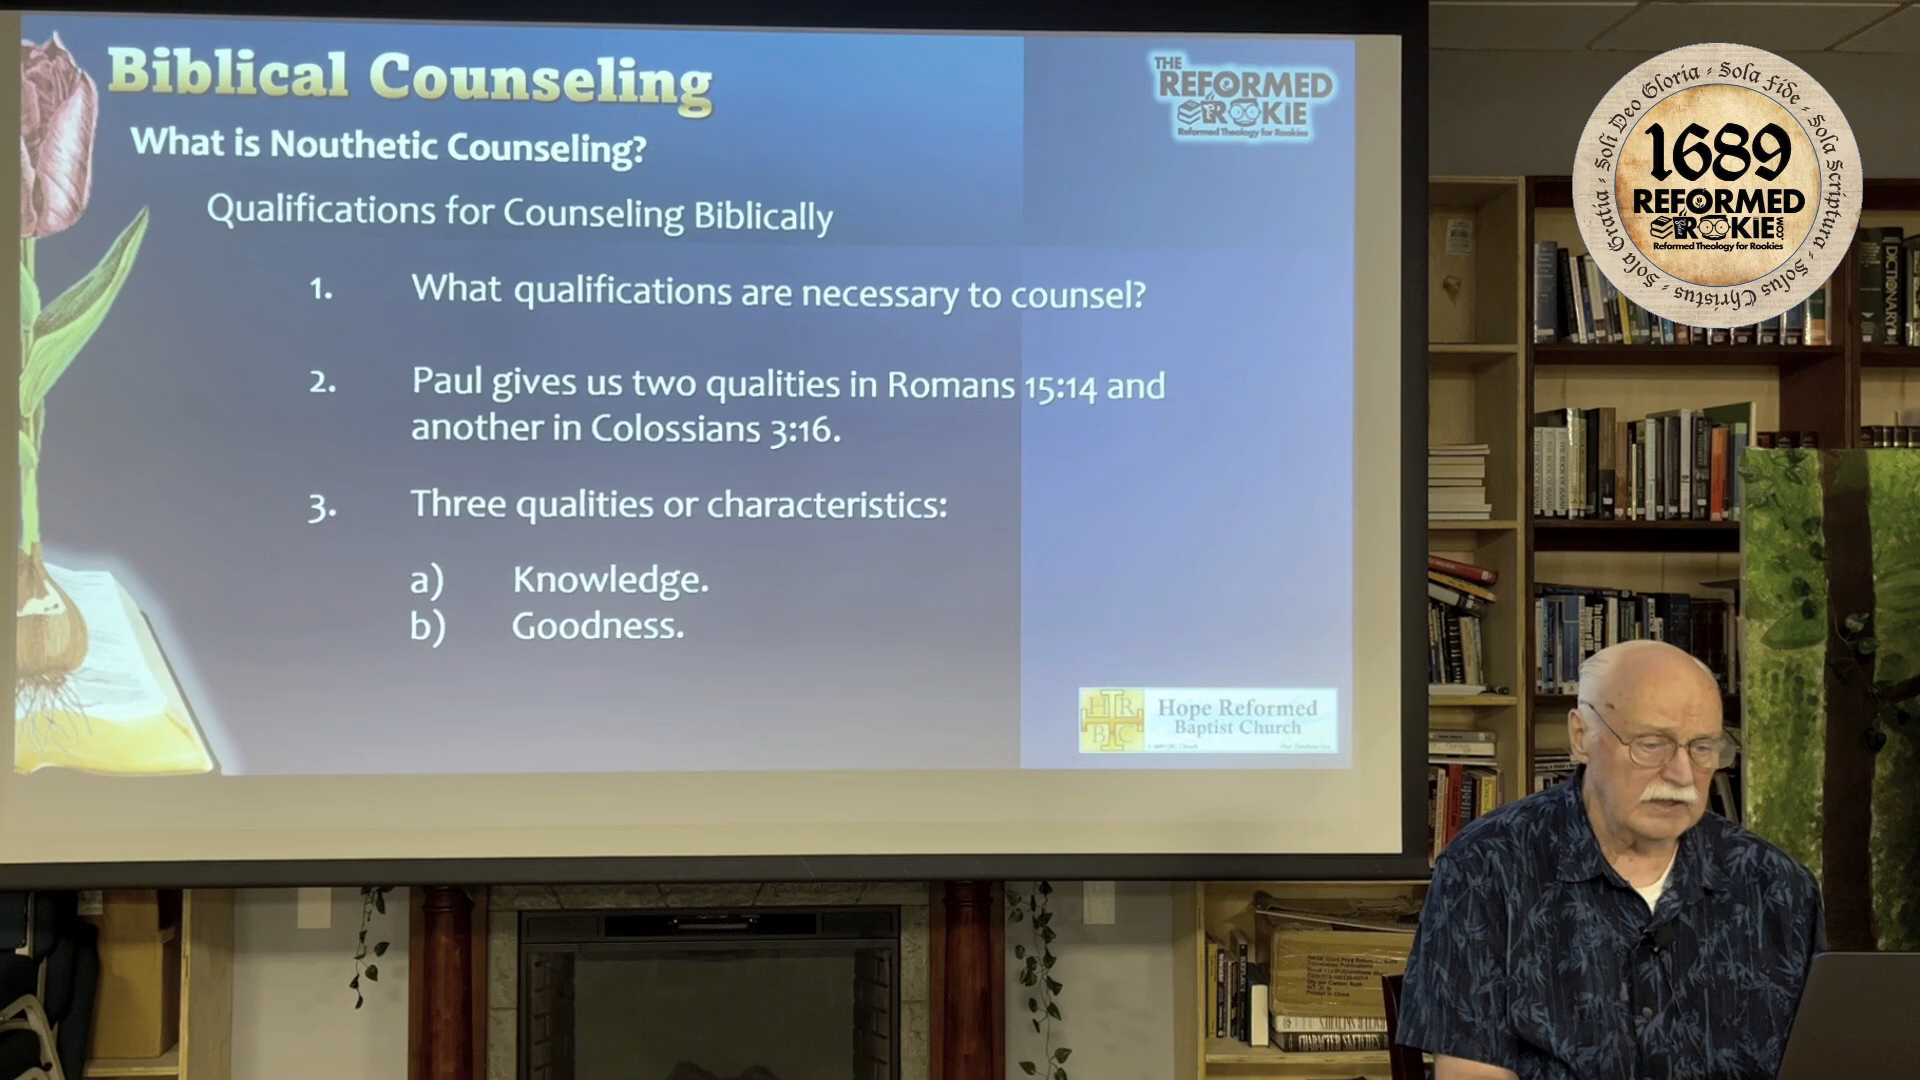 Biblical Counseling
What is Nouthetic Counseling?
Qualifications for Counseling Biblically
1. What qualifications are necessary to counsel?
2. Paul gives us two qualities in Romans 15:14 and
another in Colossians 3:16.
3. Three qualities or characteristics:
a) Knowledge.
b) Goodness.
THE
REFORMED
ROOKIE
Reformed Theology for Rookies
H R
B C
Hope Reformed
Baptist Church
Soli Deo Gloria - Sola Fide - Sola Scriptura - Solus Christus - Sola Gratia -
1689
REFORMED
ROOKIE.COM
Reformed Theology for Rookies
DICTIONARY